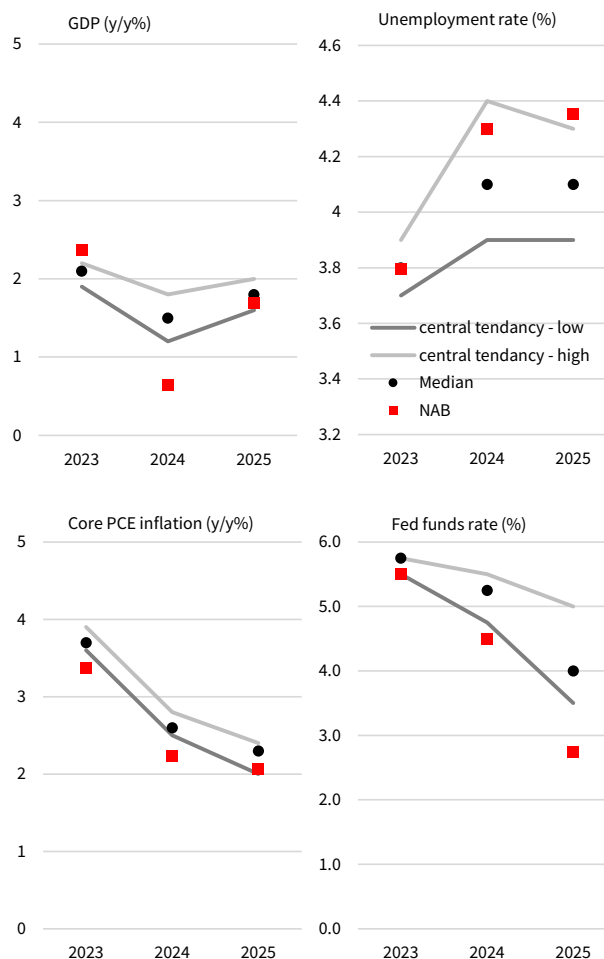 GDP (y/y%)
5
4
3
2
1
0
2023 2024 2025
Unemployment rate (%)
4.6
4.4
4.2
4
3.8
3.6
3.4
3.2
central tendancy - low
central tendancy - high
Median
NAB
2023 2024 2025
Core PCE inflation (y/y%)
5
4
3
2
1
0
2023 2024 2025
Fed funds rate (%)
6.0
5.0
4.0
3.0
2.0
1.0
0.0
2023 2024 2025